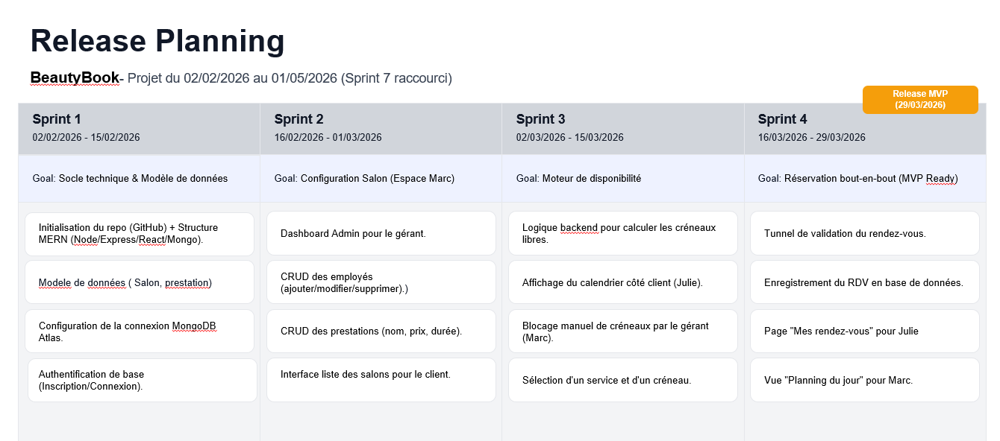 Release Planning
BeautyBook- Projet du 02/02/2026 au 01/05/2026 (Sprint 7 raccourci)
Release MVP
(29/03/2026)
Sprint 1
02/02/2026 - 15/02/2026
Sprint 2
16/02/2026 - 01/03/2026
Sprint 3
02/03/2026 - 15/03/2026
Sprint 4
16/03/2026 - 29/03/2026
Goal: Socle technique & Modèle de données
Goal: Configuration Salon (Espace Marc)
Goal: Moteur de disponibilité
Goal: Réservation bout-en-bout (MVP Ready)
Initialisation du repo (GitHub) + Structure
MERN (Node/Express/React/Mongo).
Modele de données ( Salon, prestation)
Configuration de la connexion MongoDB
Atlas.
Authentification de base
(Inscription/Connexion).
Dashboard Admin pour le gérant.
CRUD des employés
(ajouter/modifier/supprimer).)
CRUD des prestations (nom, prix, durée).
Interface liste des salons pour le client.
Logique backend pour calculer les créneaux
libres.
Affichage du calendrier côté client (Julie).
Blocage manuel de créneaux par le gérant
(Marc).
Sélection d'un service et d'un créneau.
Tunnel de validation du rendez-vous.
Enregistrement du RDV en base de données.
Page "Mes rendez-vous" pour Julie
Vue "Planning du jour" pour Marc.